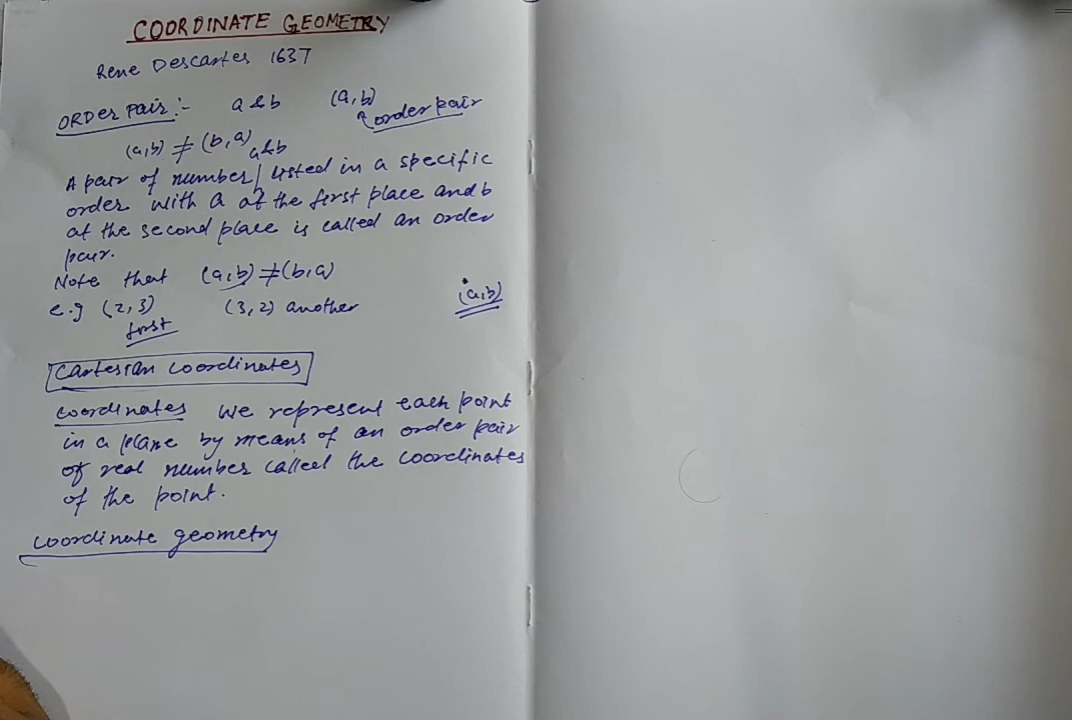 COORDINATE GEOMETRY
Rene Descartes 1637
ORDER PAIR :- a & b (a,b)
order pair
(a,b) ≠ (b,a)
a & b
A pair of number listed in a specific
order with a at the first place and b
at the second place is called an order
pair.
Note that (a,b) ≠ (b,a)
e.g (2,3) (3,2) another (a,b)
first
Cartesian coordinates
coordinates we represent each point
in a plane by means of an order pair
of real number called the coordinates
of the point.
coordinate geometry